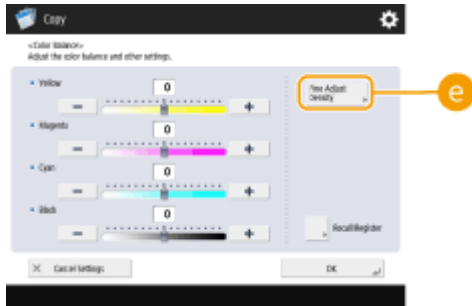 Copy
<Color Balance>
Adjust the color balance and other settings.
Yellow
0
Fine Adjust
Density
e
Magenta
0
Cyan
0
Black
0
Recall/Register
Cancel Settings
OK